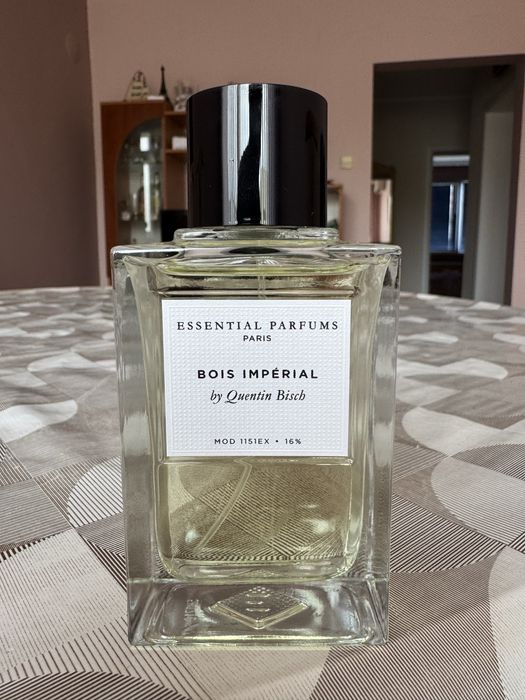 ESSENTIAL PARFUMS
PARIS
BOIS IMPÉRIAL
by Quentin Bisch
MOD 1151EX • 16%